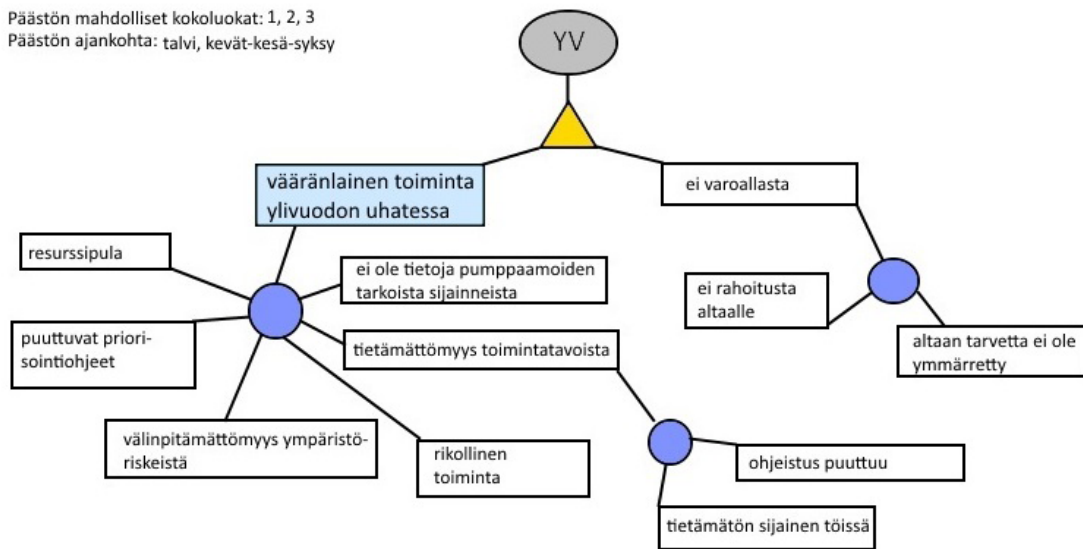 Päästön mahdolliset kokoluokat: 1, 2, 3
Päästön ajankohta: talvi, kevät-kesä-syksy
YV
vääränlainen toiminta
ylivuodon uhatessa
ei varoallasta
resurssipula
ei ole tietoja pumppaamoiden
tarkoista sijainneista
ei rahoitusta
altaalle
puuttuvat priori-
sointiohjeet
tietämättömyys toimintatavoista
altaan tarvetta ei ole
ymmärretty
välinpitämättömyys ympäristö-
riskeistä
rikollinen
toiminta
ohjeistus puuttuu
tietämätön sijainen töissä